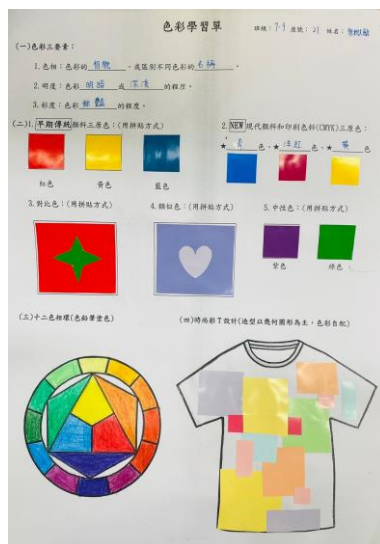 色彩學習單
班級：7-9 座號：21 姓名：
(一)色彩三要素：
1.色相：色彩的 相貌 ，或區別不同色彩的 名稱 。
2.明度：色彩 明暗 或 深淺 的程度。
3.彩度：色彩 純豔 的程度。
(二)1.早期傳統顏料三原色：(用拼貼方式)
2.NEW現代顏料和印刷色料(CMYK)三原色：
★ 青 色、★ 洋紅 色、★ 黃 色
紅色 黃色 藍色
3.對比色：(用拼貼方式) 4.類似色：(用拼貼方式) 5.中性色：(用拼貼方式)
紫色 綠色
(三)十二色相環(色鉛筆塗色)
(四)時尚彩T設計(造型以幾何圖形為主，色彩自配)